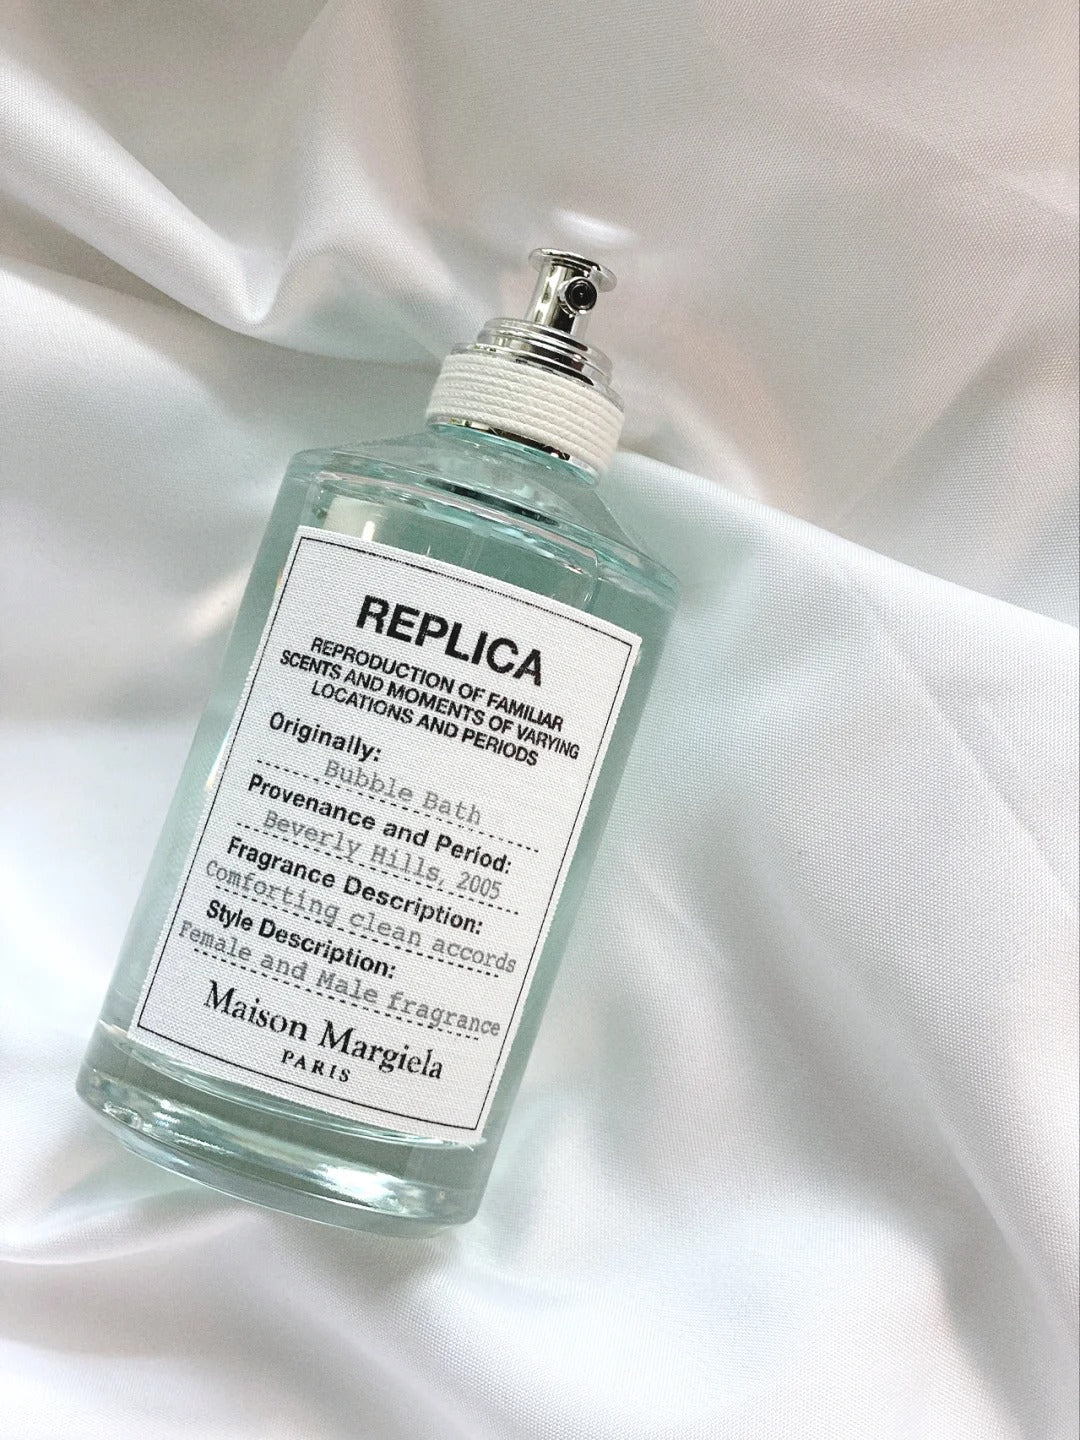 REPLICA
REPRODUCTION OF FAMILIAR
SCENTS AND MOMENTS OF VARYING
LOCATIONS AND PERIODS
Originally:
Bubble Bath
Provenance and Period:
Beverly Hills, 2005
Fragrance Description:
Comforting clean accords
Style Description:
Female and Male fragrance
Maison Margiela
PARIS